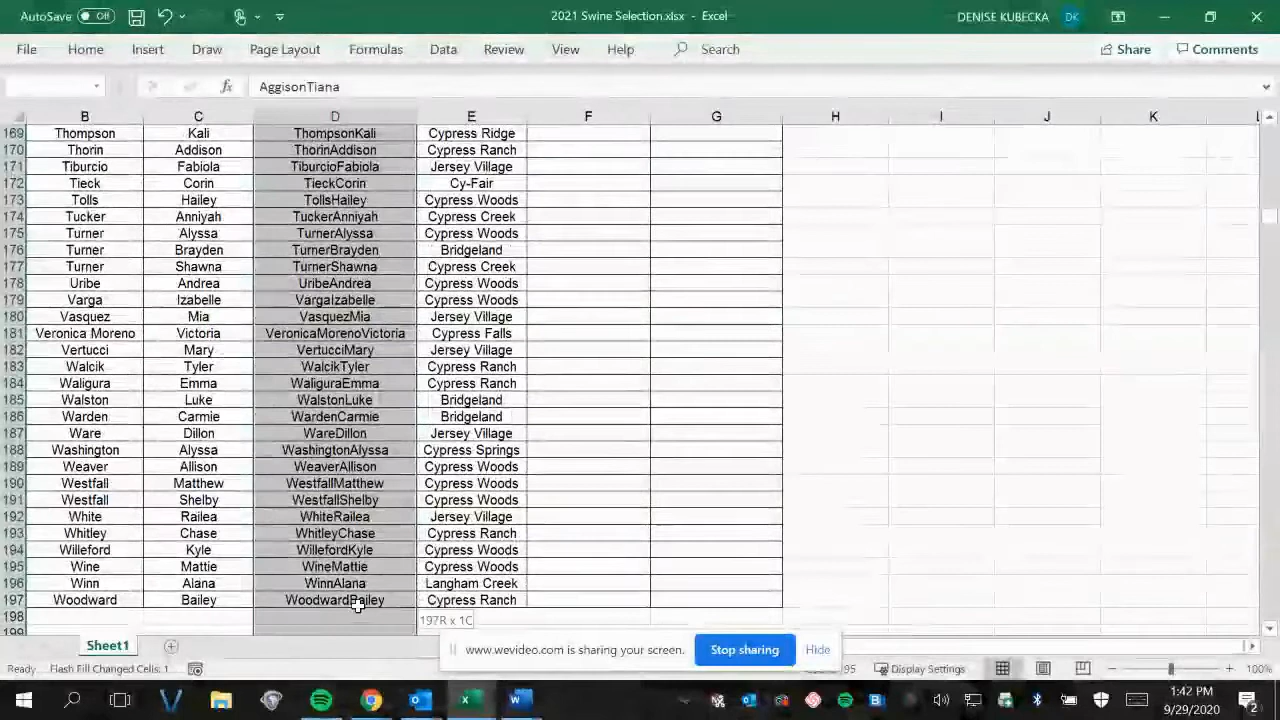 AutoSave Off 2021 Swine Selection.xlsx - Excel DENISE KUBECKA DK
File Home Insert Draw Page Layout Formulas Data Review View Help Search Share Comments
fx AggisonTiana
B C D E F G H I J K L
169 Thompson Kali ThompsonKali Cypress Ridge
170 Thorin Addison ThorinAddison Cypress Ranch
171 Tiburcio Fabiola TiburcioFabiola Jersey Village
172 Tieck Corin TieckCorin Cy-Fair
173 Tolls Hailey TollsHailey Cypress Woods
174 Tucker Anniyah TuckerAnniyah Cypress Creek
175 Turner Alyssa TurnerAlyssa Cypress Woods
176 Turner Brayden TurnerBrayden Bridgeland
177 Turner Shawna TurnerShawna Cypress Creek
178 Uribe Andrea UribeAndrea Cypress Woods
179 Varga Izabelle VargaIzabelle Cypress Woods
180 Vasquez Mia VasquezMia Jersey Village
181 Veronica Moreno Victoria VeronicaMorenoVictoria Cypress Falls
182 Vertucci Mary VertucciMary Jersey Village
183 Walcik Tyler WalcikTyler Cypress Ranch
184 Waligura Emma WaliguraEmma Cypress Ranch
185 Walston Luke WalstonLuke Bridgeland
186 Warden Carmie WardenCarmie Bridgeland
187 Ware Dillon WareDillon Jersey Village
188 Washington Alyssa WashingtonAlyssa Cypress Springs
189 Weaver Allison WeaverAllison Cypress Woods
190 Westfall Matthew WestfallMatthew Cypress Woods
191 Westfall Shelby WestfallShelby Cypress Woods
192 White Railea WhiteRailea Jersey Village
193 Whitley Chase WhitleyChase Cypress Ranch
194 Willeford Kyle WillefordKyle Cypress Woods
195 Wine Mattie WineMattie Cypress Woods
196 Winn Alana WinnAlana Langham Creek
197 Woodward Bailey WoodwardBailey Cypress Ranch
198 197R x 1C
199
Sheet1
www.wevideo.com is sharing your screen. Stop sharing Hide
Ready Flash Fill Changed Cells: 1 95 Display Settings 100%
1:42 PM
9/29/2020 2